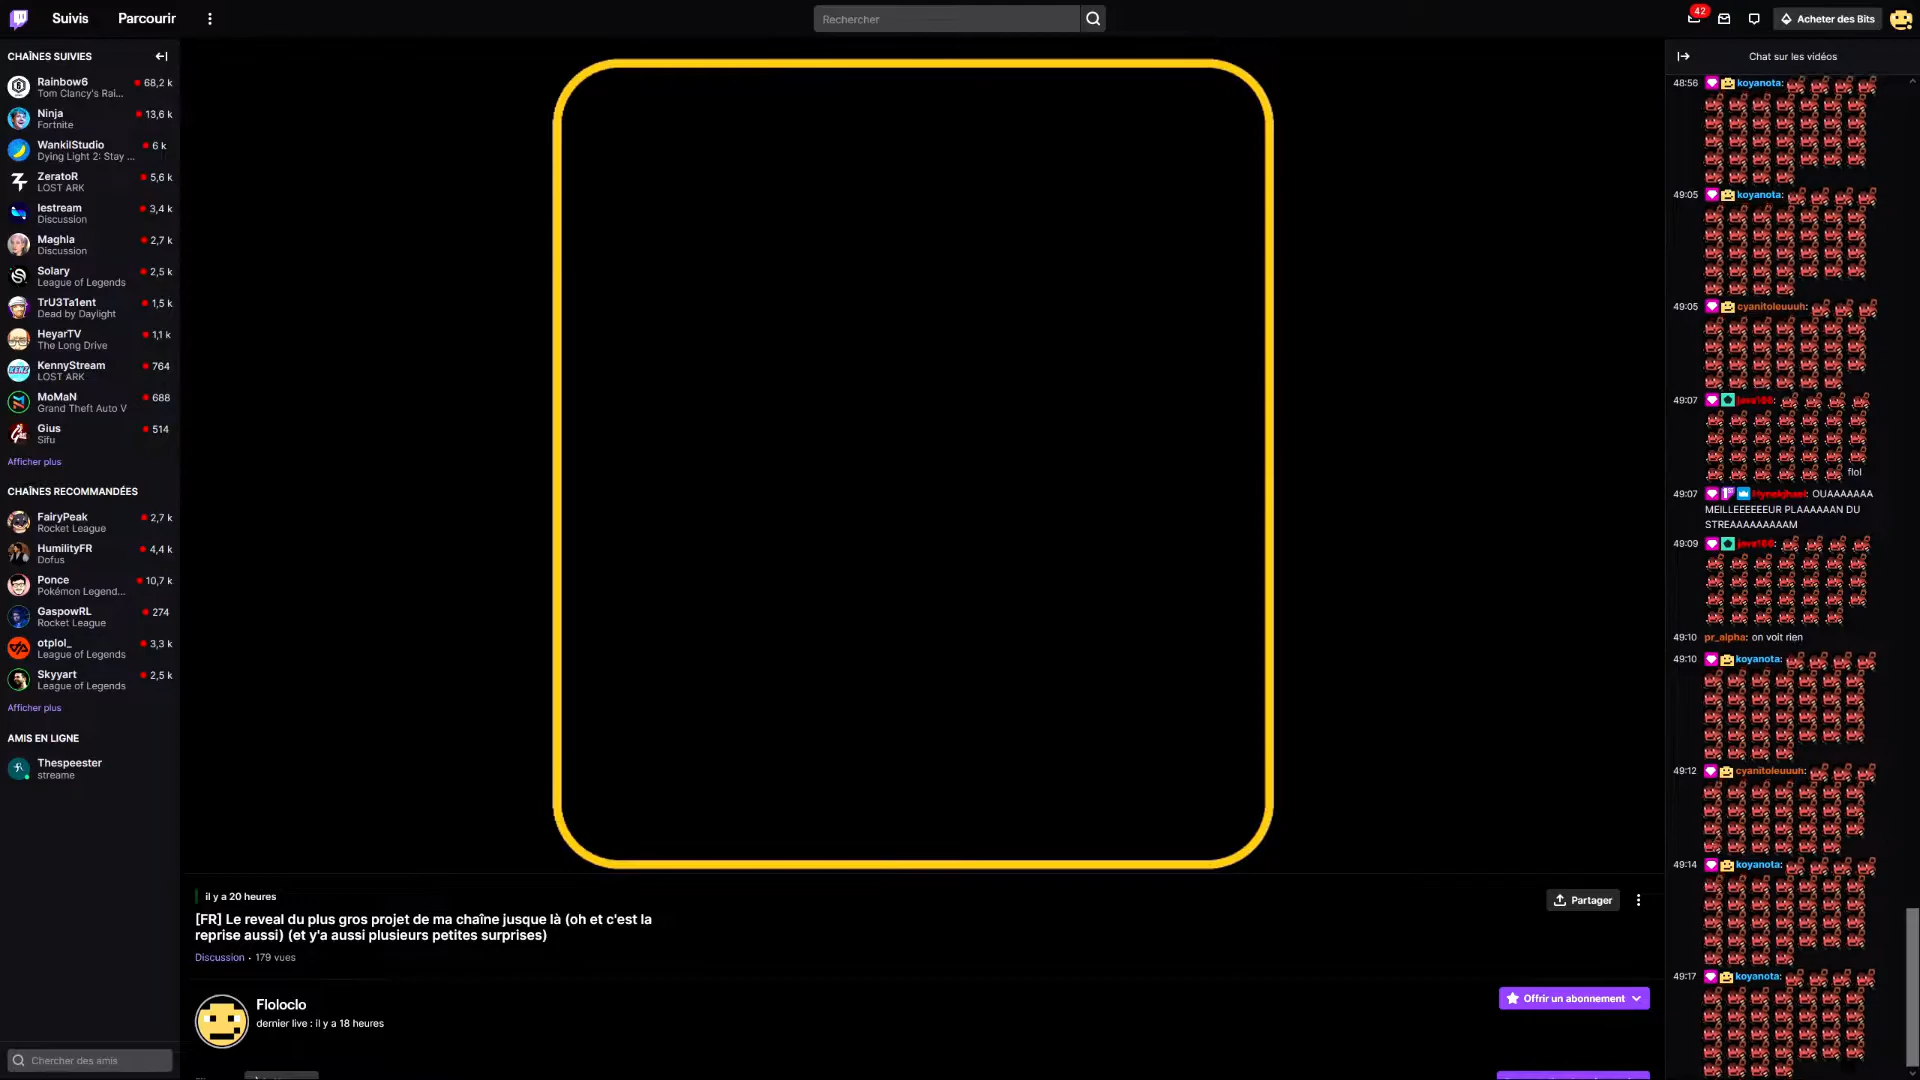 Suivis
Parcourir
Rechercher
42
Acheter des Bits
CHAÎNES SUIVIES
Rainbow6
68,2 k
Tom Clancy's Rai...
Ninja
13,6 k
Fortnite
WankilStudio
6 k
Dying Light 2: Stay ...
ZeratoR
5,6 k
LOST ARK
lestream
3,4 k
Discussion
Maghla
2,7 k
Discussion
Solary
2,5 k
League of Legends
TrU3Ta1ent
1,5 k
Dead by Daylight
HeyarTV
1,1 k
The Long Drive
KennyStream
764
LOST ARK
MoMaN
688
Grand Theft Auto V
Gius
514
Sifu
Afficher plus
CHAÎNES RECOMMANDÉES
FairyPeak
2,7 k
Rocket League
HumilityFR
4,4 k
Dofus
Ponce
10,7 k
Pokémon Legend...
GaspowRL
274
Rocket League
otplol_
3,3 k
League of Legends
Skyyart
2,5 k
League of Legends
Afficher plus
AMIS EN LIGNE
Thespeester
streame
Chercher des amis
il y a 20 heures
[FR] Le reveal du plus gros projet de ma chaîne jusque là (oh et c'est la
reprise aussi) (et y'a aussi plusieurs petites surprises)
Discussion • 179 vues
Partager
Floloclo
dernier live : il y a 18 heures
Offrir un abonnement
Chat sur les vidéos
48:56 koyanota:
49:05 koyanota:
49:05 cyanitoleuuuh:
49:07
flol
49:07 OUAAAAAAA
MEILLEEEEEEUR PLAAAAAAN DU
STREAAAAAAAAAM
49:09
49:10 pr_alpha: on voit rien
49:10 koyanota:
49:12 cyanitoleuuuh:
49:14 koyanota:
49:17 koyanota: